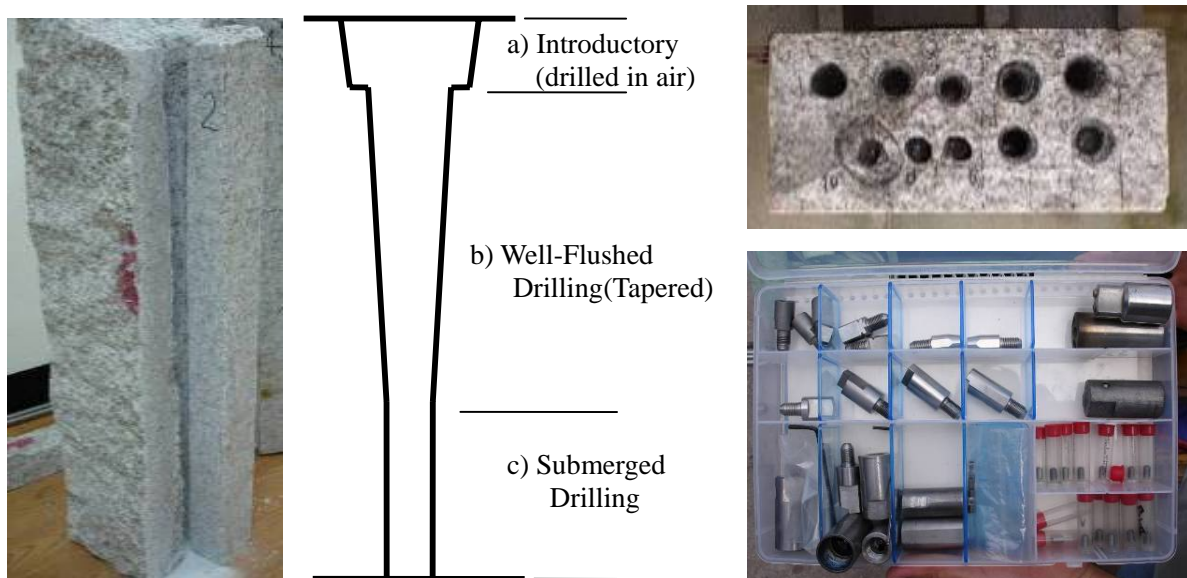 2
a) Introductory
(drilled in air)
b) Well-Flushed
Drilling(Tapered)
c) Submerged
Drilling